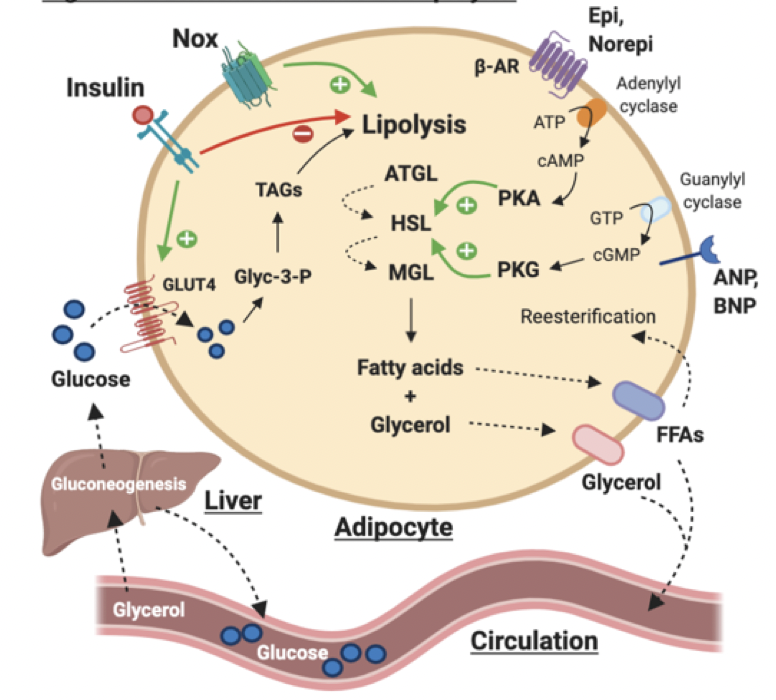 Epi,
Norepi
Nox
β-AR
Insulin
Adenylyl
cyclase
ATP
Lipolysis
cAMP
ATGL
Guanylyl
cyclase
TAGs
PKA
GTP
HSL
cGMP
GLUT4
Glyc-3-P
MGL
PKG
ANP,
BNP
Reesterification
Glucose
Fatty acids
+
Glycerol
FFAs
Glycerol
Gluconeogenesis
Liver
Adipocyte
Glycerol
Glucose
Circulation